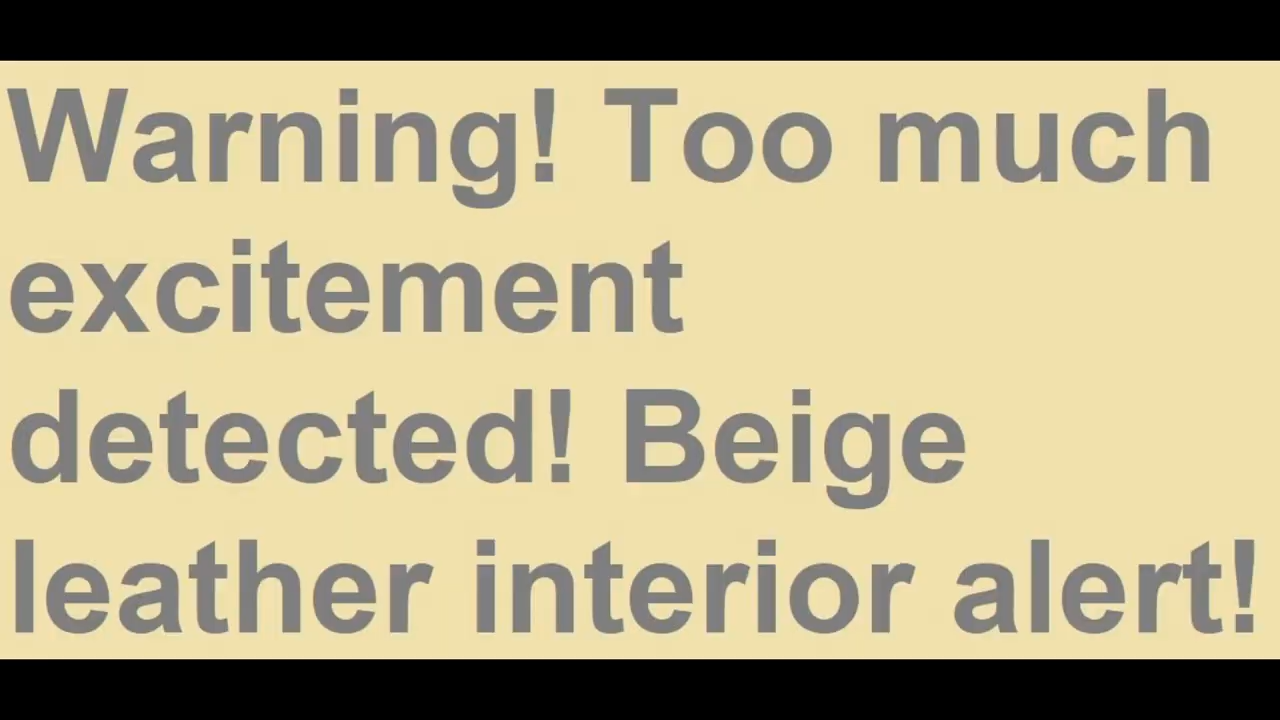 Warning! Too much
excitement
detected! Beige
leather interior alert!